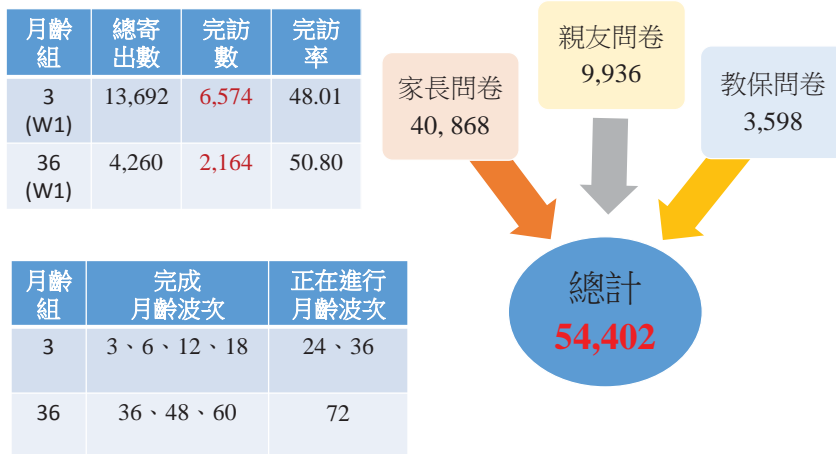 月齡組 總寄出數 完訪數 完訪率
3 (W1) 13,692 6,574 48.01
36 (W1) 4,260 2,164 50.80
家長問卷
40, 868
親友問卷
9,936
教保問卷
3,598
總計
54,402
月齡組 完成月齡波次 正在進行月齡波次
3 3、6、12、18 24、36
36 36、48、60 72